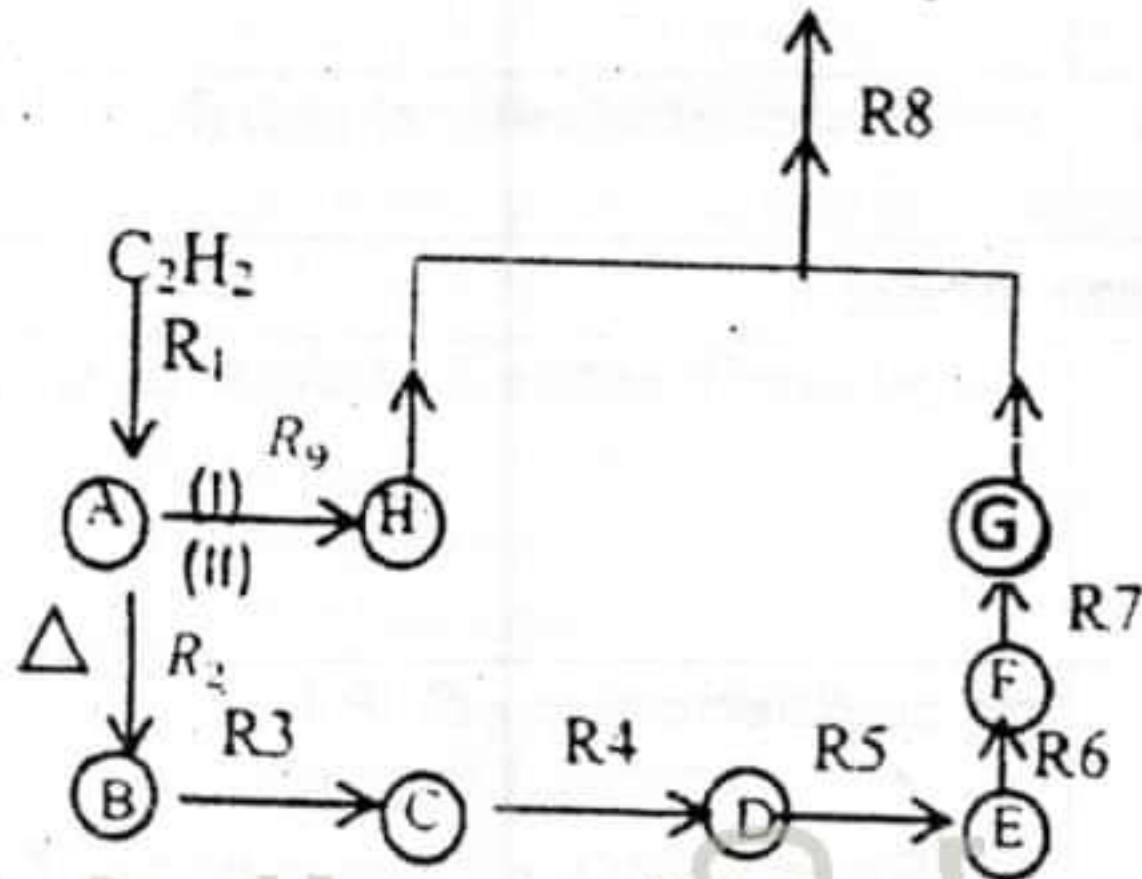 R8
C₂H₂
R₁
R₉
A (I) H G
(II)
△ R₂ R7
F
R3 R4 R5 R6
B C D E